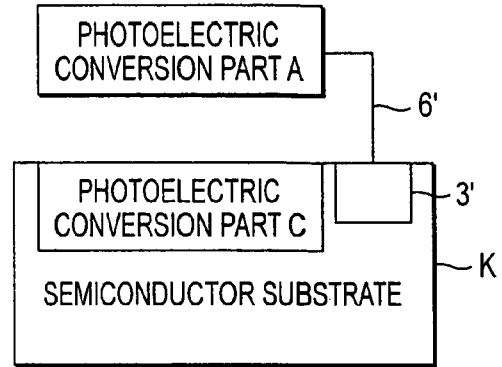 PHOTOELECTRIC
CONVERSION PART A
6'
PHOTOELECTRIC
CONVERSION PART C
3'
K
SEMICONDUCTOR SUBSTRATE